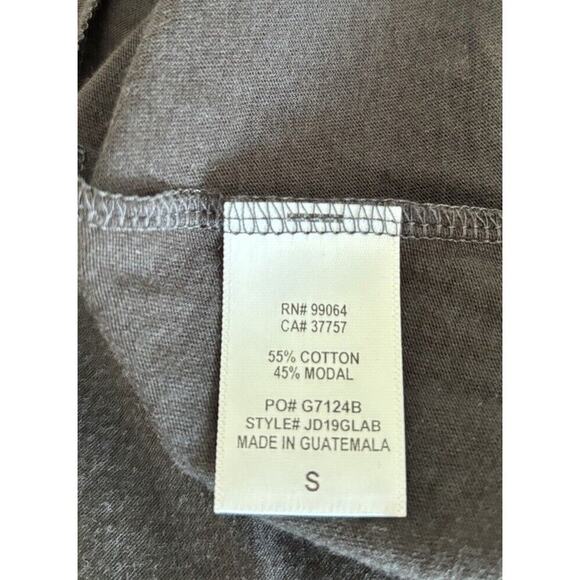 RN# 99064
CA# 37757
55% COTTON
45% MODAL
PO# G7124B
STYLE# JD19GLAB
MADE IN GUATEMALA
S